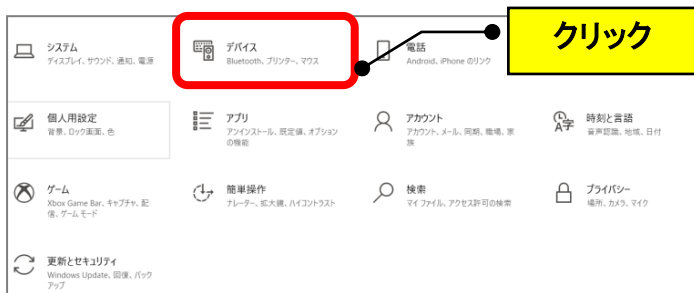 システム
ディスプレイ、サウンド、通知、電源
デバイス
Bluetooth、プリンター、マウス
電話
Android、iPhone のリンク
クリック
個人用設定
背景、ロック画面、色
アプリ
アンインストール、既定値、オプション
の機能
アカウント
アカウント、メール、同期、職場、家
族
時刻と言語
音声認識、地域、日付
ゲーム
Xbox Game Bar、キャプチャ、配
信、ゲーム モード
簡単操作
ナレーター、拡大鏡、ハイコントラスト
検索
マイ ファイル、アクセス許可の検索
プライバシー
場所、カメラ、マイク
更新とセキュリティ
Windows Update、回復、バック
アップ